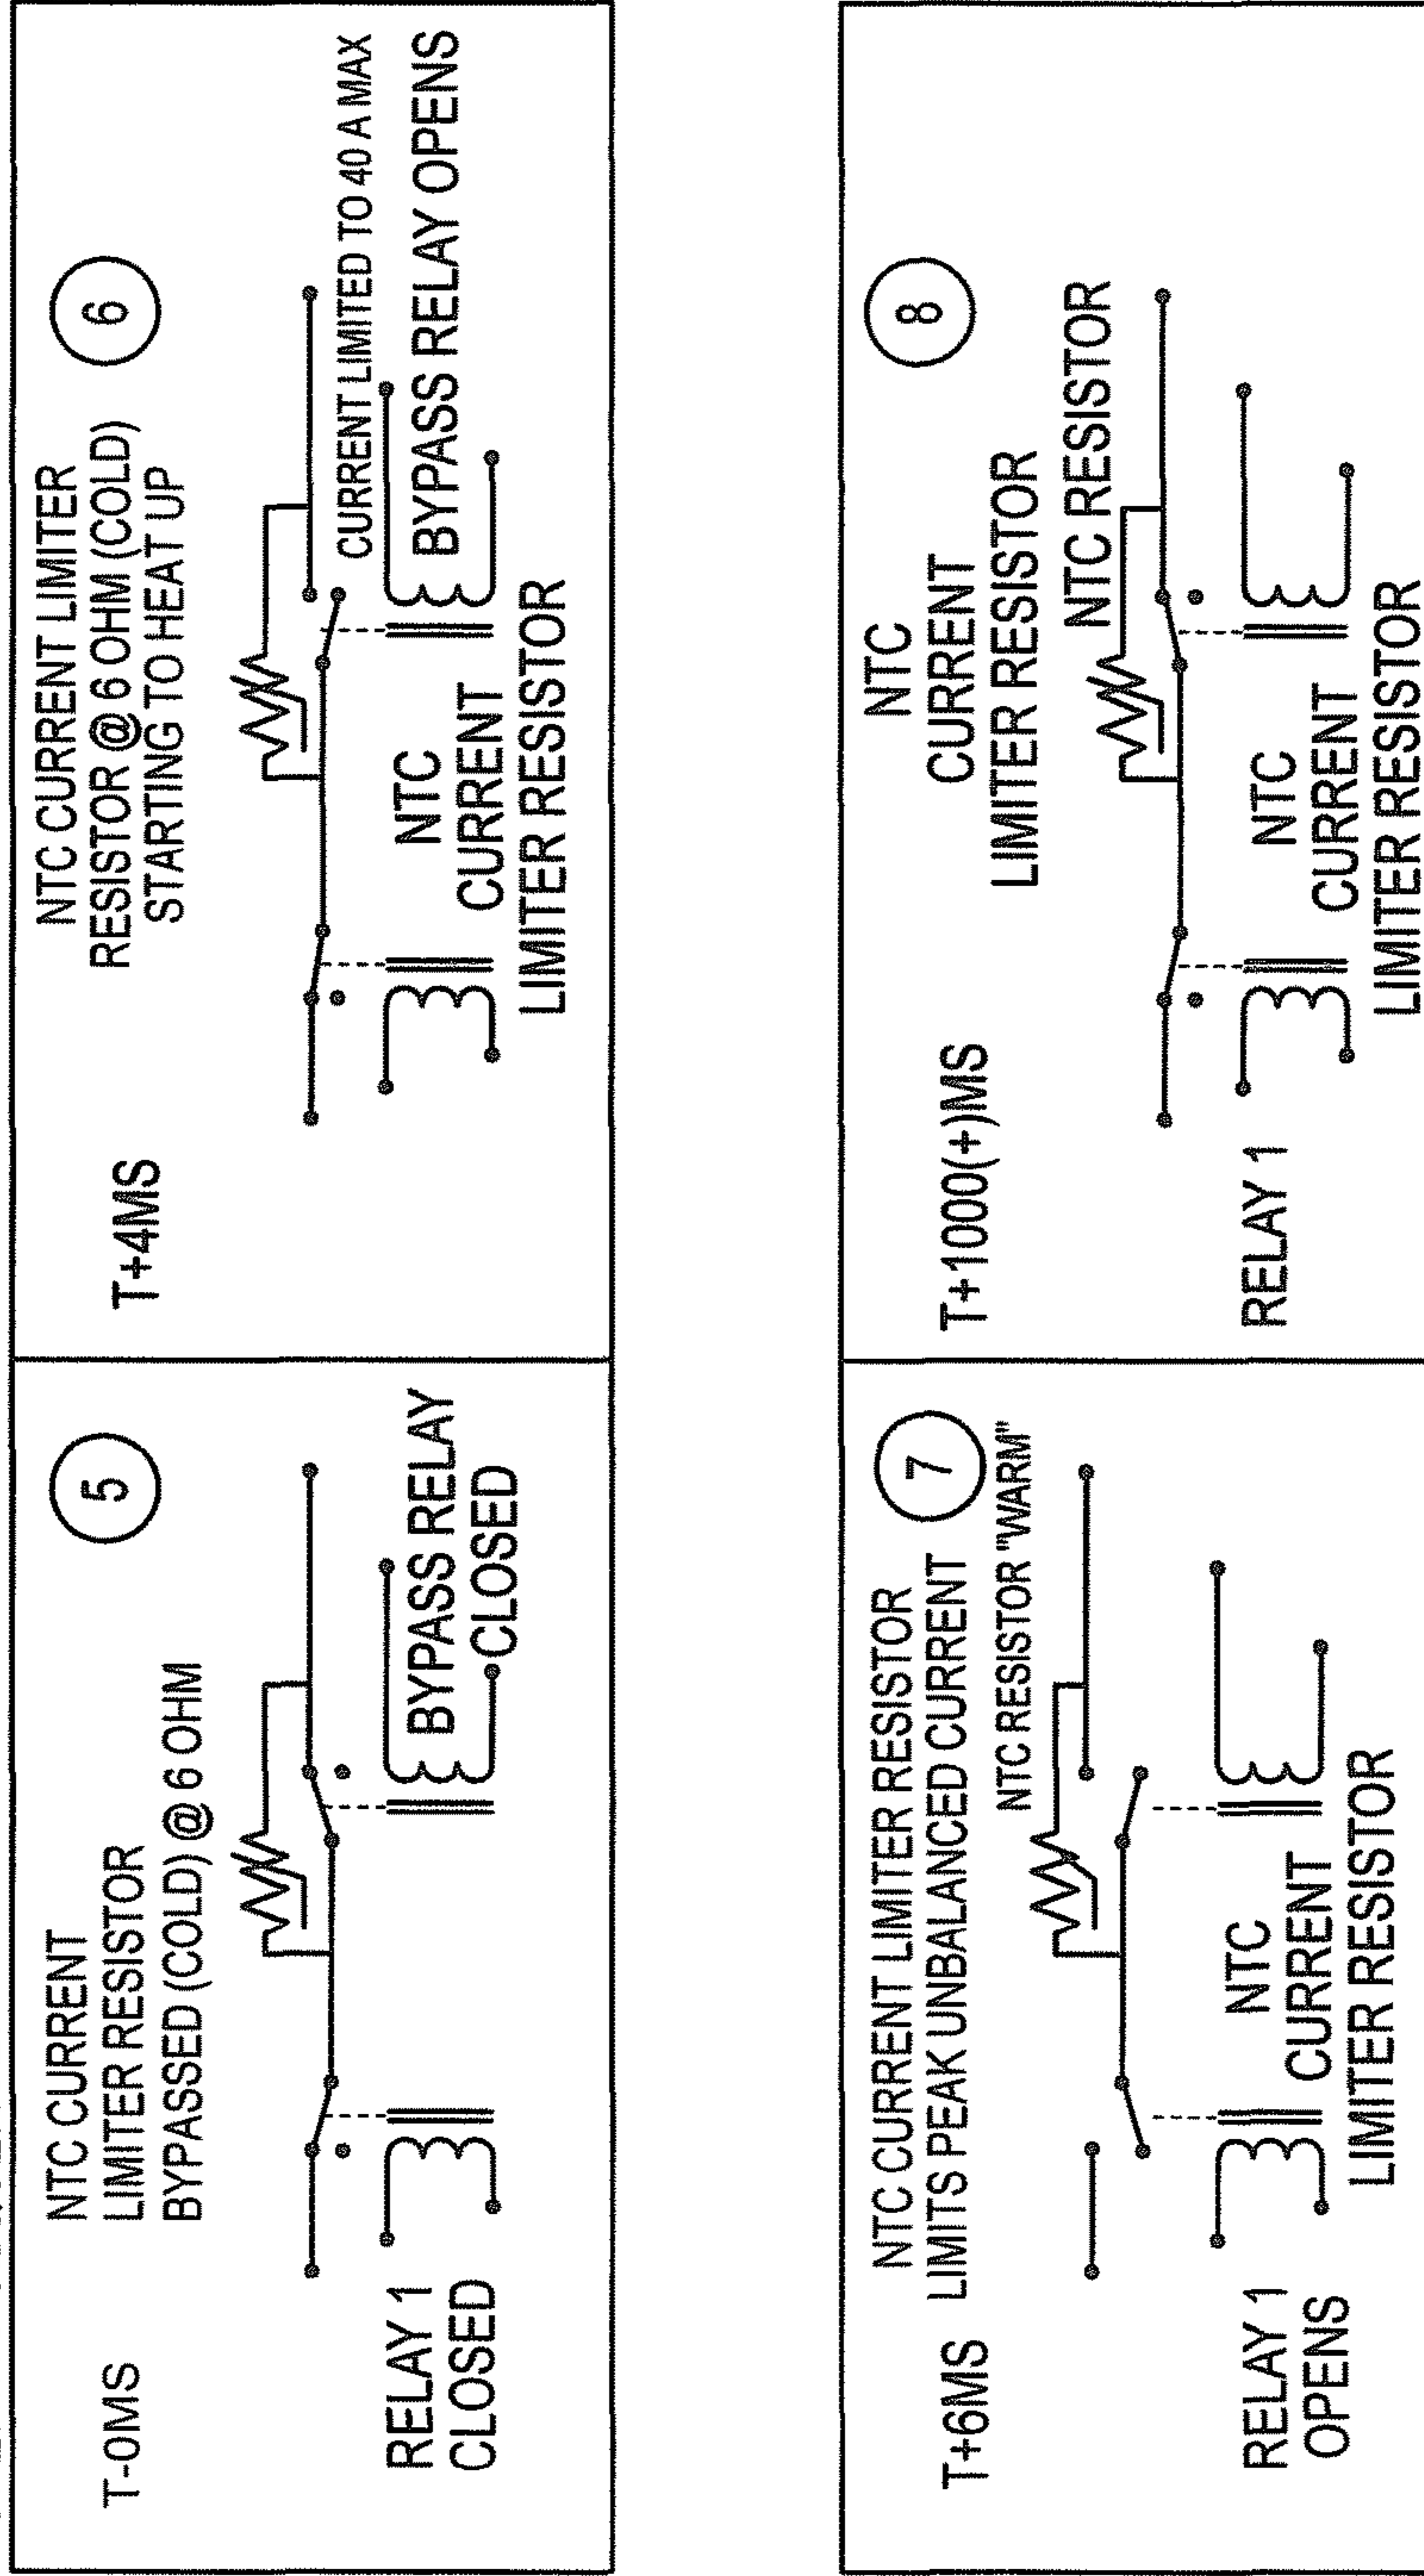 T-0MS
NTC CURRENT
LIMITER RESISTOR
BYPASSED (COLD) @ 6 OHM
5
RELAY 1
CLOSED
BYPASS RELAY
CLOSED
T+4MS
NTC CURRENT LIMITER
RESISTOR @ 6 OHM (COLD)
STARTING TO HEAT UP
6
CURRENT LIMITED TO 40 A MAX
BYPASS RELAY OPENS
NTC
CURRENT
LIMITER RESISTOR
T+6MS
NTC CURRENT LIMITER RESISTOR
LIMITS PEAK UNBALANCED CURRENT
7
NTC RESISTOR "WARM"
RELAY 1
OPENS
NTC
CURRENT
LIMITER RESISTOR
T+1000(+)MS
NTC
CURRENT
LIMITER RESISTOR
8
NTC RESISTOR
RELAY 1
NTC
CURRENT
LIMITER RESISTOR